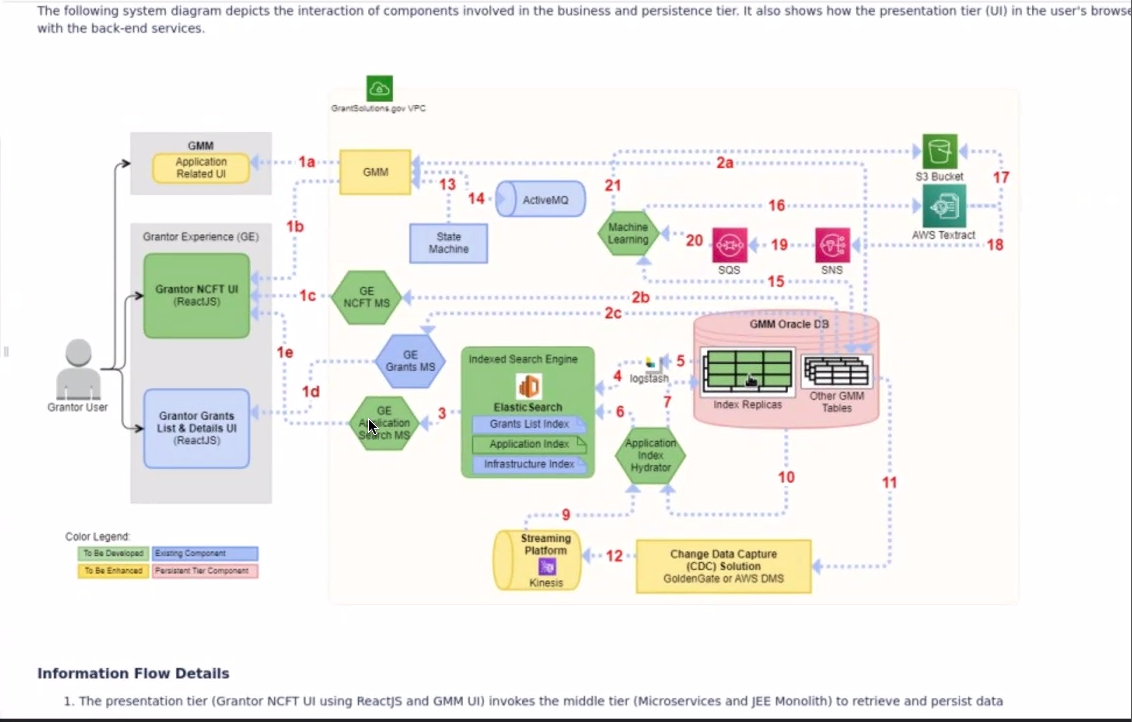 The following system diagram depicts the interaction of components involved in the business and persistence tier. It also shows how the presentation tier (UI) in the user's browse
with the back-end services.
GrantSolutions.gov VPC
GMM
Application
Related UI
1a
GMM
2a
S3 Bucket
13
14
ActiveMQ
21
17
16
AWS Textract
1b
State
Machine
Machine
Learning
20
SQS
19
SNS
18
Grantor Experience (GE)
Grantor NCFT UI
(ReactJS)
1c
GE
NCFT MS
15
2b
2c
GMM Oracle DB
1e
GE
Grants MS
Indexed Search Engine
ElasticSearch
Grants List Index
Application Index
Infrastructure Index
4
logstash
5
Index Replicas
Other GMM
Tables
Grantor User
1d
Grantor Grants
List & Details UI
(ReactJS)
GE
Application
Search MS
3
6
7
Application
Index
Hydrator
10
11
9
Streaming
Platform
Kinesis
12
Change Data Capture
(CDC) Solution
GoldenGate or AWS DMS
Color Legend:
To Be Developed
Existing Component
To Be Enhanced
Persistent Tier Component
Information Flow Details
1. The presentation tier (Grantor NCFT UI using ReactJS and GMM UI) invokes the middle tier (Microservices and JEE Monolith) to retrieve and persist data